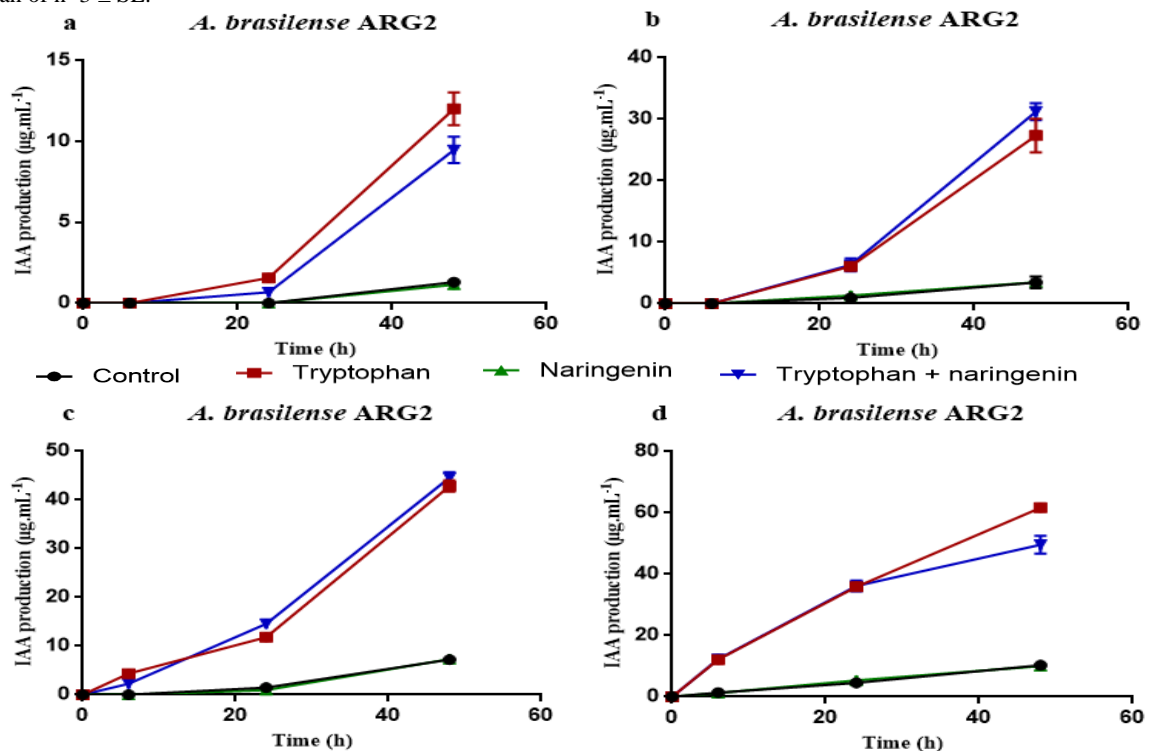 a A. brasilense ARG2
b A. brasilense ARG2
15
10
5
0
IAA production (µg.mL-1)
0 20 40 60
Time (h)
40
30
20
10
0
IAA production (µg.mL-1)
0 20 40 60
Time (h)
Control Tryptophan Naringenin Tryptophan + naringenin
c A. brasilense ARG2
d A. brasilense ARG2
50
40
30
20
10
0
IAA production (µg.mL-1)
0 20 40 60
Time (h)
80
60
40
20
0
IAA production (µg.mL-1)
0 20 40 60
Time (h)